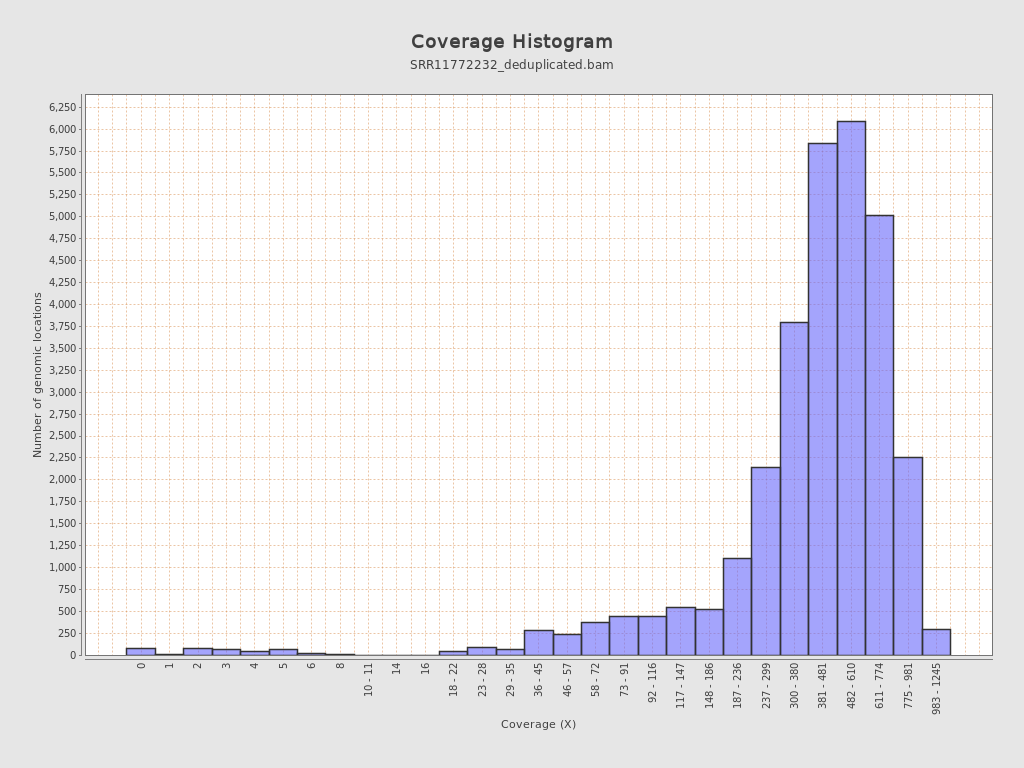 Coverage Histogram
SRR11772232_deduplicated.bam
Number of genomic locations
6,250
6,000
5,750
5,500
5,250
5,000
4,750
4,500
4,250
4,000
3,750
3,500
3,250
3,000
2,750
2,500
2,250
2,000
1,750
1,500
1,250
1,000
750
500
250
0
0
1
2
3
4
5
6
8
10 - 11
14
16
18 - 22
23 - 28
29 - 35
36 - 45
46 - 57
58 - 72
73 - 91
92 - 116
117 - 147
148 - 186
187 - 236
237 - 299
300 - 380
381 - 481
482 - 610
611 - 774
775 - 981
983 - 1245
Coverage (X)